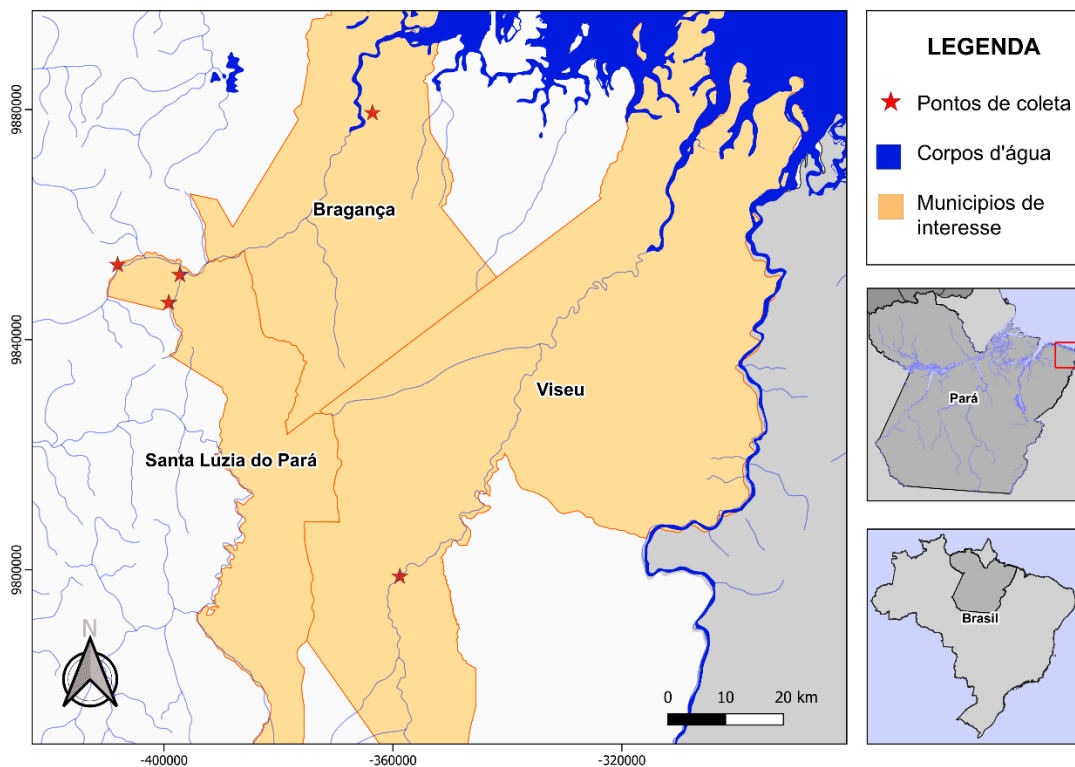 LEGENDA
Pontos de coleta
Corpos d'água
Municipios de
interesse
Bragança
Viseu
Santa Luzia do Pará
N
0 10 20 km
9880000
9840000
9800000
-400000 -360000 -320000
Pará
Brasil